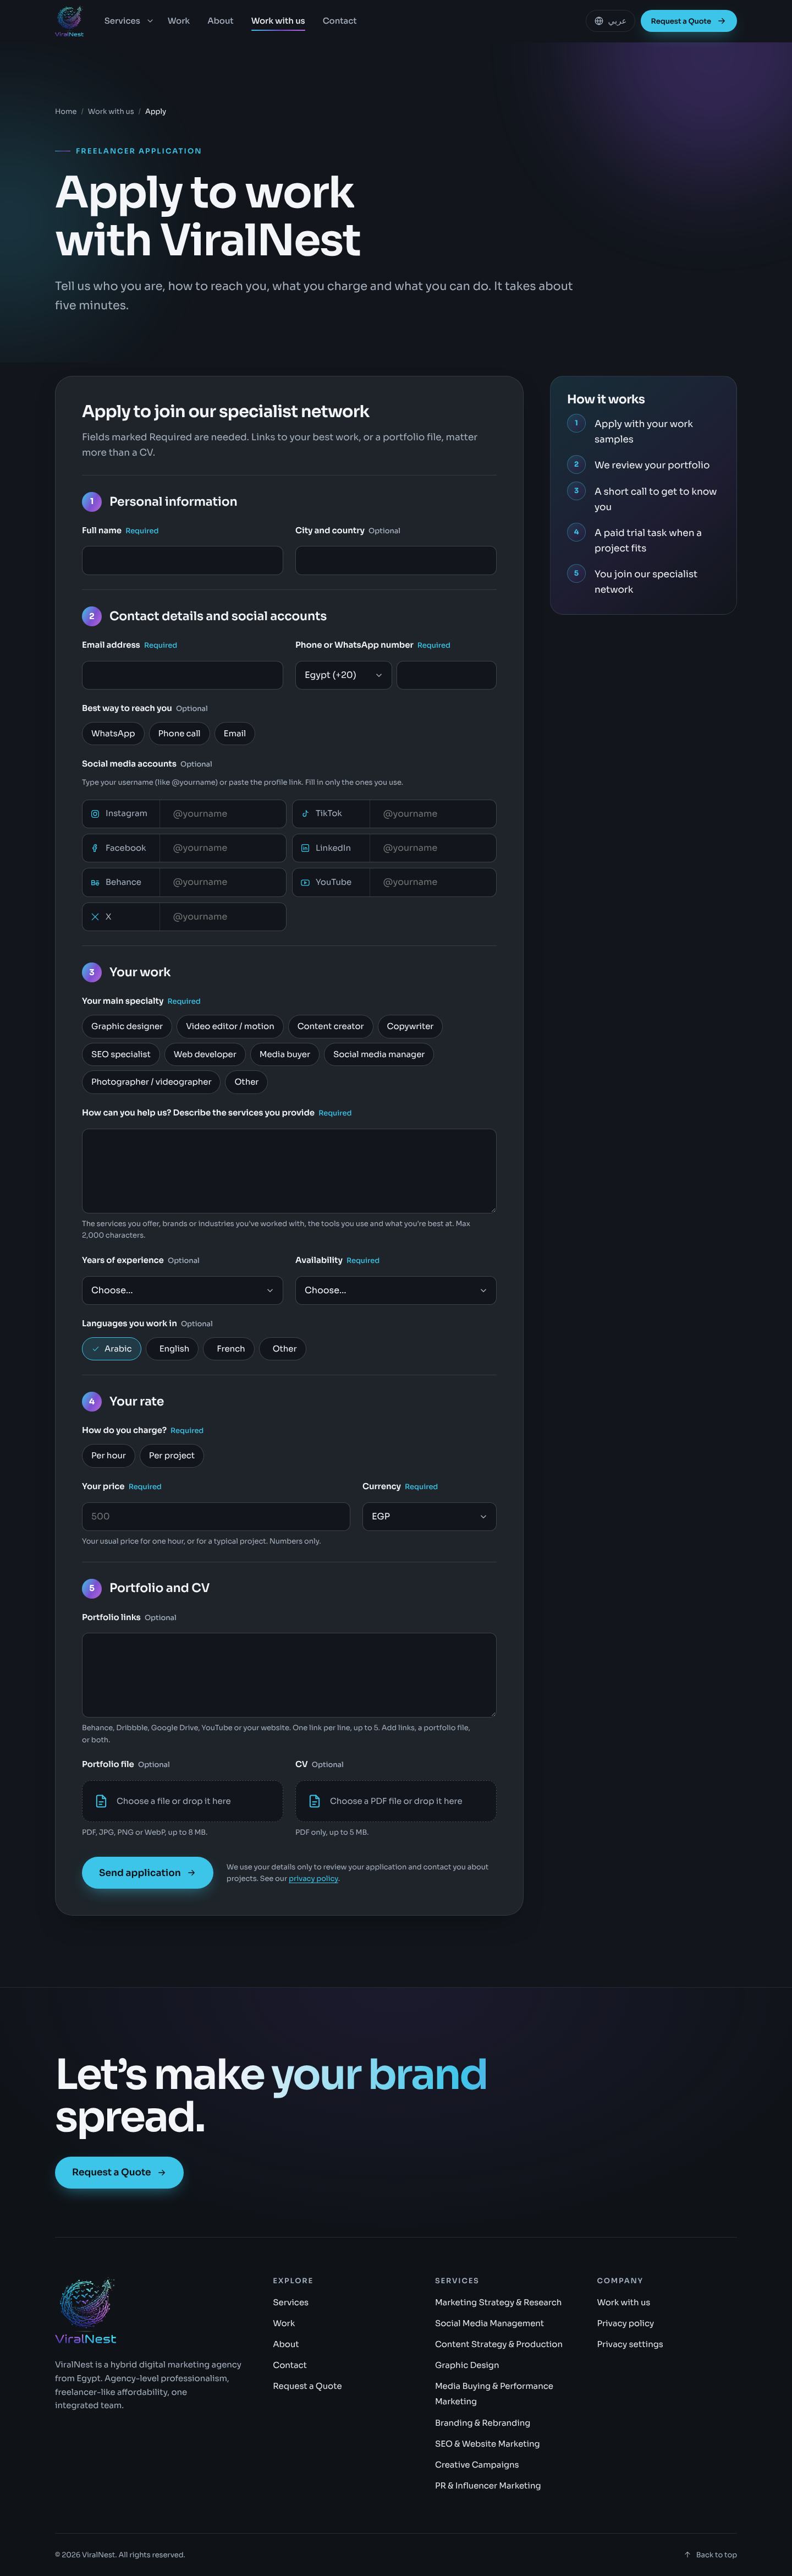 ViralNest
Services
Work
About
Work with us
Contact
عربي
Request a Quote
Home / Work with us / Apply
FREELANCER APPLICATION
Apply to work
with ViralNest
Tell us who you are, how to reach you, what you charge and what you can do. It takes about
five minutes.
Apply to join our specialist network
Fields marked Required are needed. Links to your best work, or a portfolio file, matter
more than a CV.
1 Personal information
Full name Required
City and country Optional
2 Contact details and social accounts
Email address Required
Phone or WhatsApp number Required
Egypt (+20)
Best way to reach you Optional
WhatsApp
Phone call
Email
Social media accounts Optional
Type your username (like @yourname) or paste the profile link. Fill in only the ones you use.
Instagram @yourname
TikTok @yourname
Facebook @yourname
LinkedIn @yourname
Behance @yourname
YouTube @yourname
X @yourname
3 Your work
Your main specialty Required
Graphic designer
Video editor / motion
Content creator
Copywriter
SEO specialist
Web developer
Media buyer
Social media manager
Photographer / videographer
Other
How can you help us? Describe the services you provide Required
The services you offer, brands or industries you've worked with, the tools you use and what you're best at. Max
2,000 characters.
Years of experience Optional
Availability Required
Choose...
Choose...
Languages you work in Optional
Arabic
English
French
Other
4 Your rate
How do you charge? Required
Per hour
Per project
Your price Required
Currency Required
500
EGP
Your usual price for one hour, or for a typical project. Numbers only.
5 Portfolio and CV
Portfolio links Optional
Behance, Dribbble, Google Drive, YouTube or your website. One link per line, up to 5. Add links, a portfolio file,
or both.
Portfolio file Optional
CV Optional
Choose a file or drop it here
Choose a PDF file or drop it here
PDF, JPG, PNG or WebP, up to 8 MB.
PDF only, up to 5 MB.
Send application
We use your details only to review your application and contact you about
projects. See our privacy policy.
How it works
1 Apply with your work
samples
2 We review your portfolio
3 A short call to get to know
you
4 A paid trial task when a
project fits
5 You join our specialist
network
Let's make your brand
spread.
Request a Quote
ViralNest
ViralNest is a hybrid digital marketing agency
from Egypt. Agency-level professionalism,
freelancer-like affordability, one
integrated team.
EXPLORE
Services
Work
About
Contact
Request a Quote
SERVICES
Marketing Strategy & Research
Social Media Management
Content Strategy & Production
Graphic Design
Media Buying & Performance
Marketing
Branding & Rebranding
SEO & Website Marketing
Creative Campaigns
PR & Influencer Marketing
COMPANY
Work with us
Privacy policy
Privacy settings
© 2026 ViralNest. All rights reserved.
Back to top